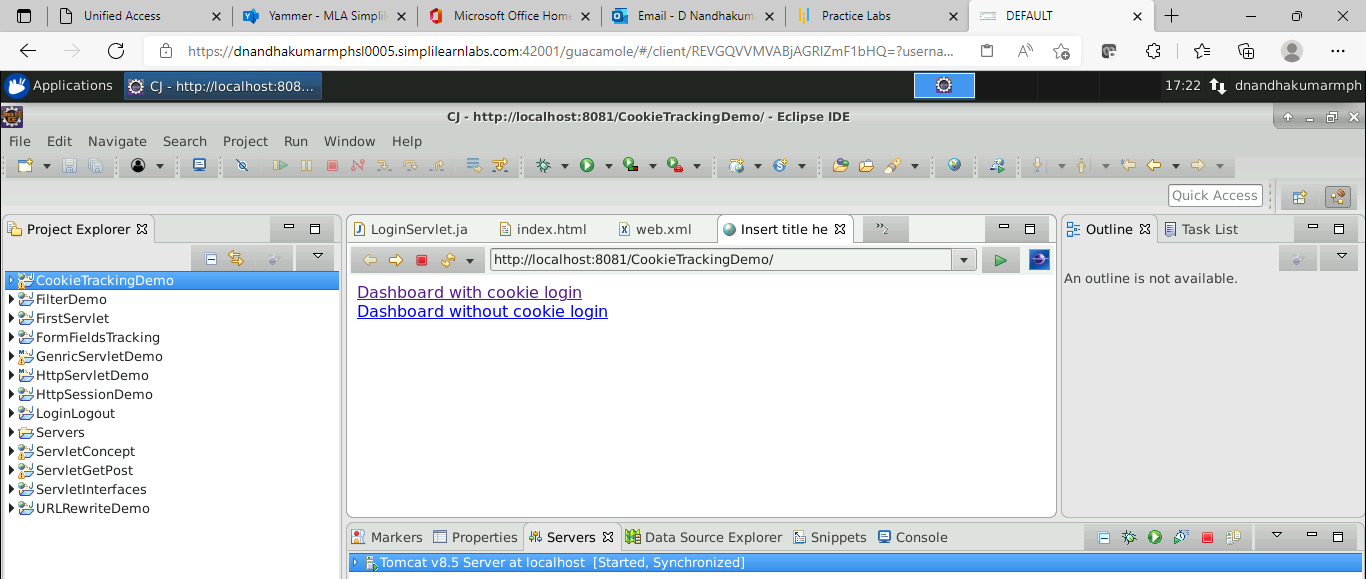 Unified Access
Yammer - MLA Simplil
Microsoft Office Home
Email - D Nandhakum
Practice Labs
DEFAULT
https://dnandhakumarmphsl0005.simplilearnlabs.com:42001/guacamole/#/client/REVGQVVMVABjAGRlZmF1bHQ=?userna...
Applications
CJ - http://localhost:808...
17:22
dnandhakumarmph
CJ - http://localhost:8081/CookieTrackingDemo/ - Eclipse IDE
File Edit Navigate Search Project Run Window Help
Quick Access
Project Explorer
LoginServlet.ja
index.html
web.xml
Insert title he
»2
Outline
Task List
http://localhost:8081/CookieTrackingDemo/
An outline is not available.
CookieTrackingDemo
FilterDemo
FirstServlet
FormFieldsTracking
GenricServletDemo
HttpServletDemo
HttpSessionDemo
LoginLogout
Servers
ServletConcept
ServletGetPost
ServletInterfaces
URLRewriteDemo
Dashboard with cookie login
Dashboard without cookie login
Markers
Properties
Servers
Data Source Explorer
Snippets
Console
Tomcat v8.5 Server at localhost [Started, Synchronized]